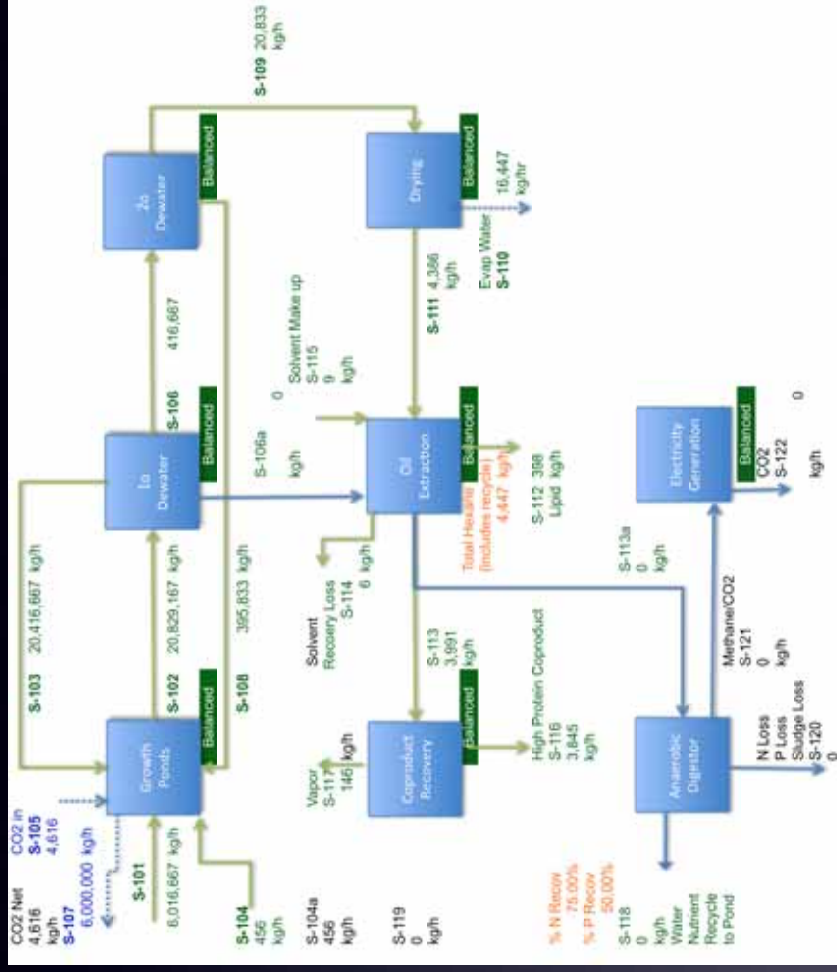 CO2 Net
4,616
kg/h
CO2 in
S-105
4,616
S-107
6,000,000 kg/h
S-101
6,016,667 kg/h
S-104
456
kg/h
S-104a
456
kg/h
S-119
0
kg/h
Growth
Ponds
Balanced
S-103 20,416,667 kg/h
S-102 20,829,167 kg/h
S-108 395,833 kg/h
1o
Dewater
Balanced
S-106 416,667
2o
Dewater
Balanced
S-109 20,833
kg/h
S-106a 0
kg/h
Solvent Make up
S-115
9
kg/h
Drying
Balanced
Evap Water 16,447
S-110 kg/hr
S-111 4,386
kg/h
Oil
Extraction
Balanced
Total Hexane
(includes recycle)
4,447 kg/h
S-112 398
Lipid kg/h
Solvent
Recoery Loss
S-114
6 kg/h
S-113
3,991
kg/h
Vapor
S-117
146 kg/h
Coproduct
Recovery
Balanced
High Protein Coproduct
S-116
3,845
kg/h
% N Recov
75.00%
% P Recov
50.00%
S-118
0
kg/h
Water
Nutrient
Recycle
to Pond
Anaerobic
Digestor
N Loss
P Loss
Sludge Loss
S-120
0
Methane/CO2
S-121
0
kg/h
S-113a
0
kg/h
Electricity
Generation
Balanced
CO2
S-122
0
kg/h